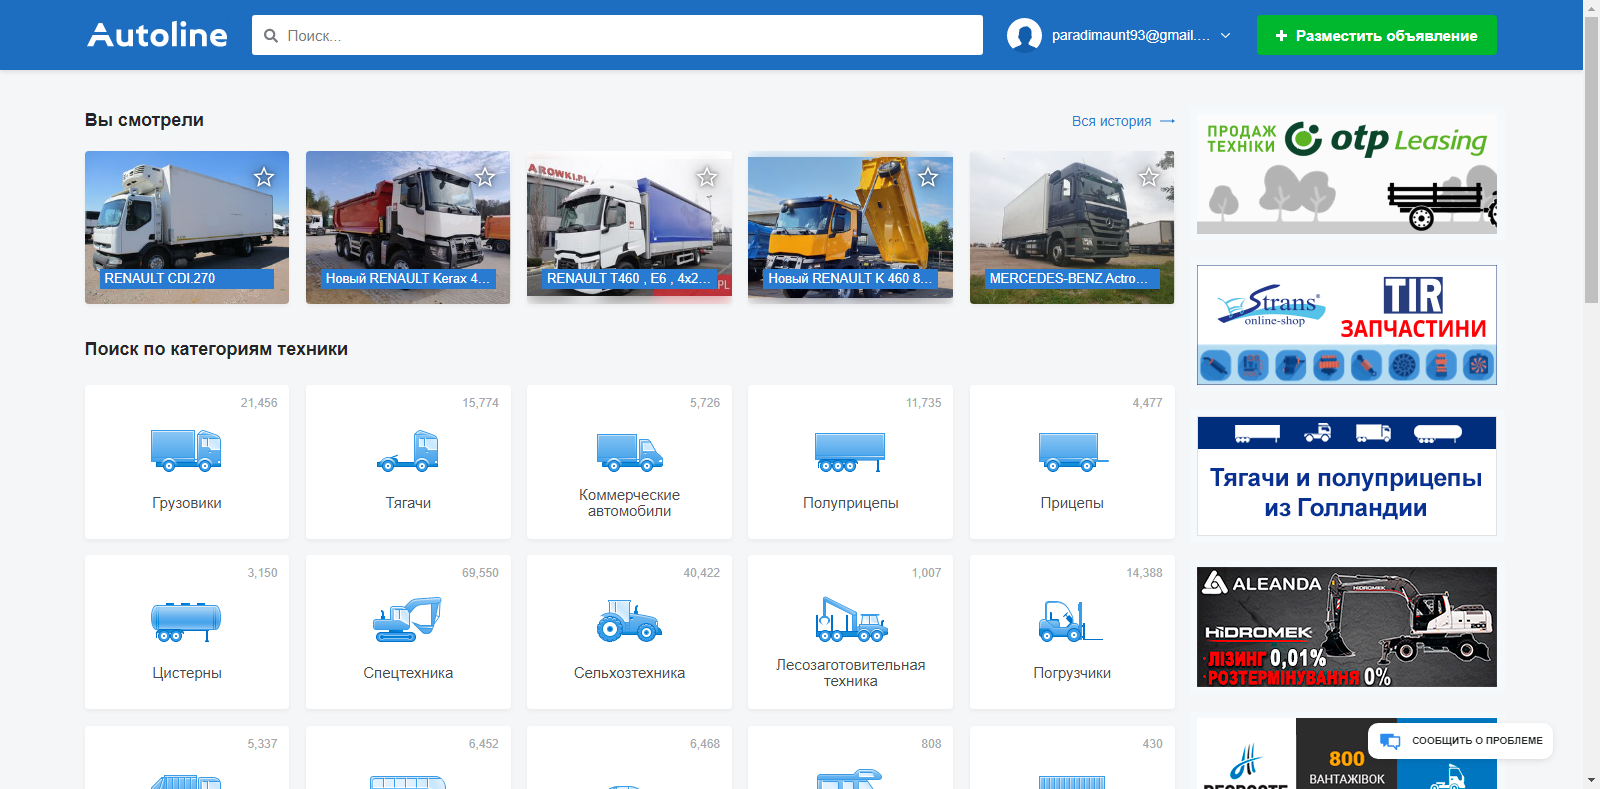 Autoline
Поиск...
paradimaunt93@gmail....
+ Разместить объявление
Вы смотрели
Вся история →
ПРОДАЖ ТЕХНІКИ
otp Leasing
AROWKI.PL
RENAULT CDI.270
Новый RENAULT Kerax 4...
RENAULT T460 , E6 , 4x2...
PL
Новый RENAULT K 460 8...
MERCEDES-BENZ Actro...
Strans
online-shop
TIR
ЗАПЧАСТИНИ
Поиск по категориям техники
21,456
Грузовики
15,774
Тягачи
5,726
Коммерческие
автомобили
11,735
Полуприцепы
4,477
Прицепы
Тягачи и полуприцепы
из Голландии
3,150
Цистерны
69,550
Спецтехника
40,422
Сельхозтехника
1,007
Лесозаготовительная
техника
14,388
Погрузчики
ALEANDA
HIDROMEK
HIDROMEK
ЛІЗИНГ 0,01%
РОЗТЕРМІНУВАННЯ 0%
5,337
6,452
6,468
808
430
800
ВАНТАЖІВОК
СООБЩИТЬ О ПРОБЛЕМЕ